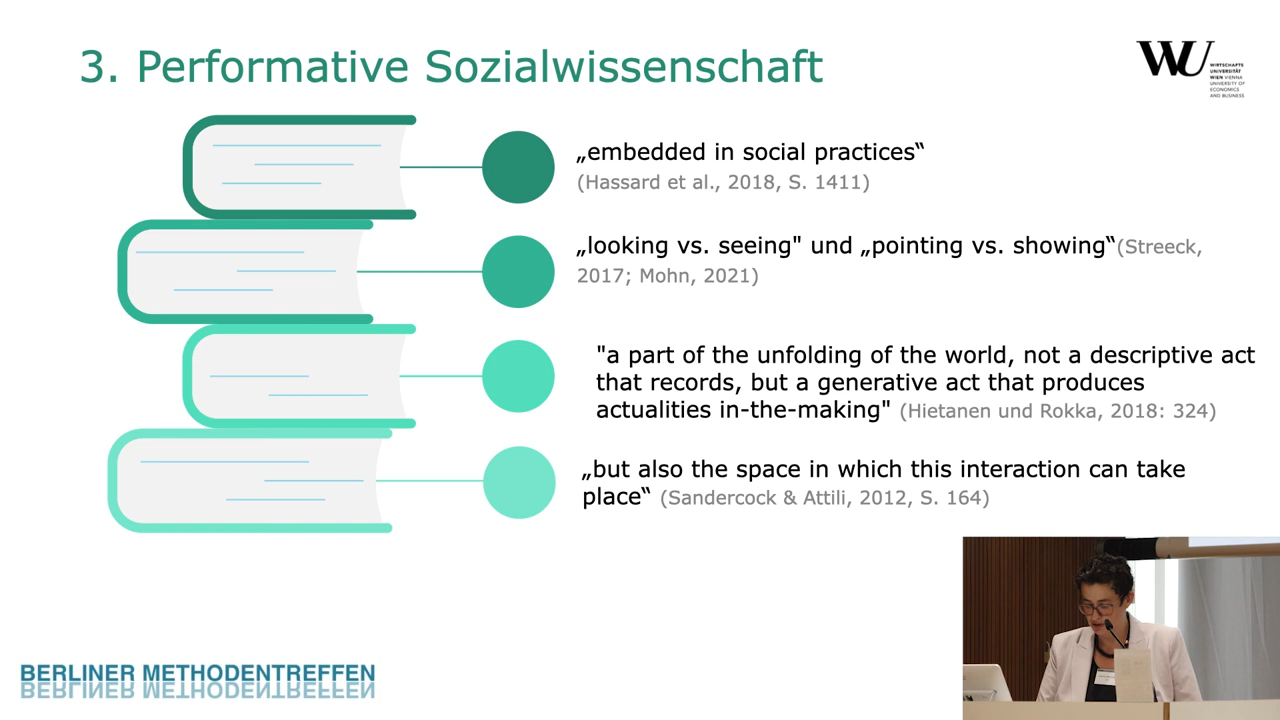 3. Performative Sozialwissenschaft
WU
WIRTSCHAFTS
UNIVERSITÄT
WIEN VIENNA
UNIVERSITY OF
ECONOMICS
AND BUSINESS
„embedded in social practices“
(Hassard et al., 2018, S. 1411)
„looking vs. seeing" und „pointing vs. showing“(Streeck,
2017; Mohn, 2021)
"a part of the unfolding of the world, not a descriptive act
that records, but a generative act that produces
actualities in-the-making" (Hietanen und Rokka, 2018: 324)
„but also the space in which this interaction can take
place“ (Sandercock & Attili, 2012, S. 164)
BERLINER METHODENTREFFEN